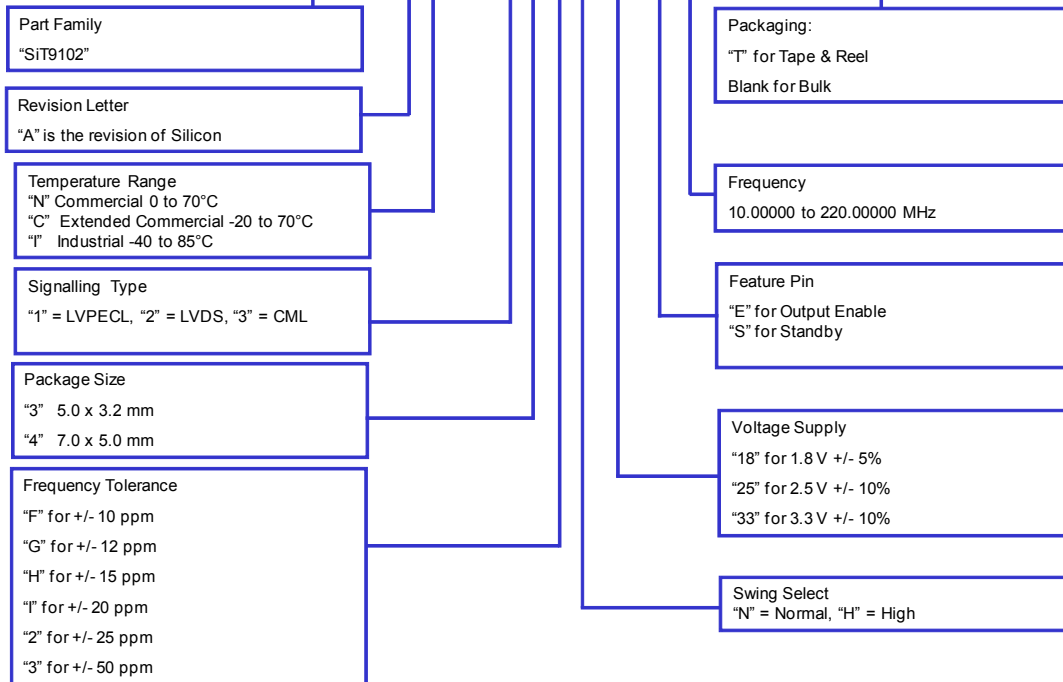 Part Family
“SiT9102”
Revision Letter
“A” is the revision of Silicon
Temperature Range
“N” Commercial 0 to 70°C
“C” Extended Commercial -20 to 70°C
“I” Industrial -40 to 85°C
Signalling Type
“1” = LVPECL, “2” = LVDS, “3” = CML
Package Size
“3” 5.0 x 3.2 mm
“4” 7.0 x 5.0 mm
Frequency Tolerance
“F” for +/- 10 ppm
“G” for +/- 12 ppm
“H” for +/- 15 ppm
“I” for +/- 20 ppm
“2” for +/- 25 ppm
“3” for +/- 50 ppm
Packaging:
“T” for Tape & Reel
Blank for Bulk
Frequency
10.00000 to 220.00000 MHz
Feature Pin
“E” for Output Enable
“S” for Standby
Voltage Supply
“18” for 1.8 V +/- 5%
“25” for 2.5 V +/- 10%
“33” for 3.3 V +/- 10%
Swing Select
“N” = Normal, “H” = High